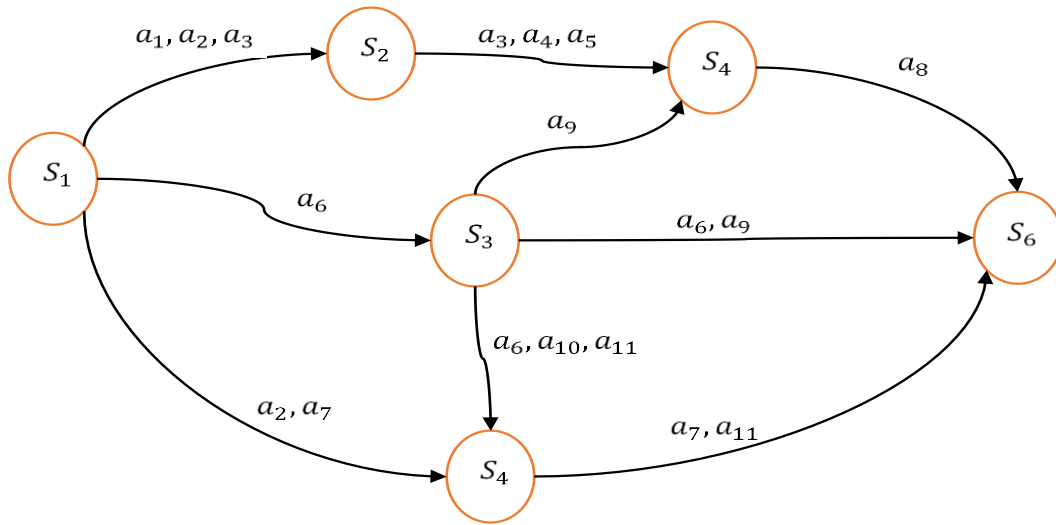 a₁, a₂, a₃
S₂
a₃, a₄, a₅
S₄
a₈
a₉
S₁
a₆
S₃
a₆, a₉
S₆
a₆, a₁₀, a₁₁
a₂, a₇
a₇, a₁₁
S₄